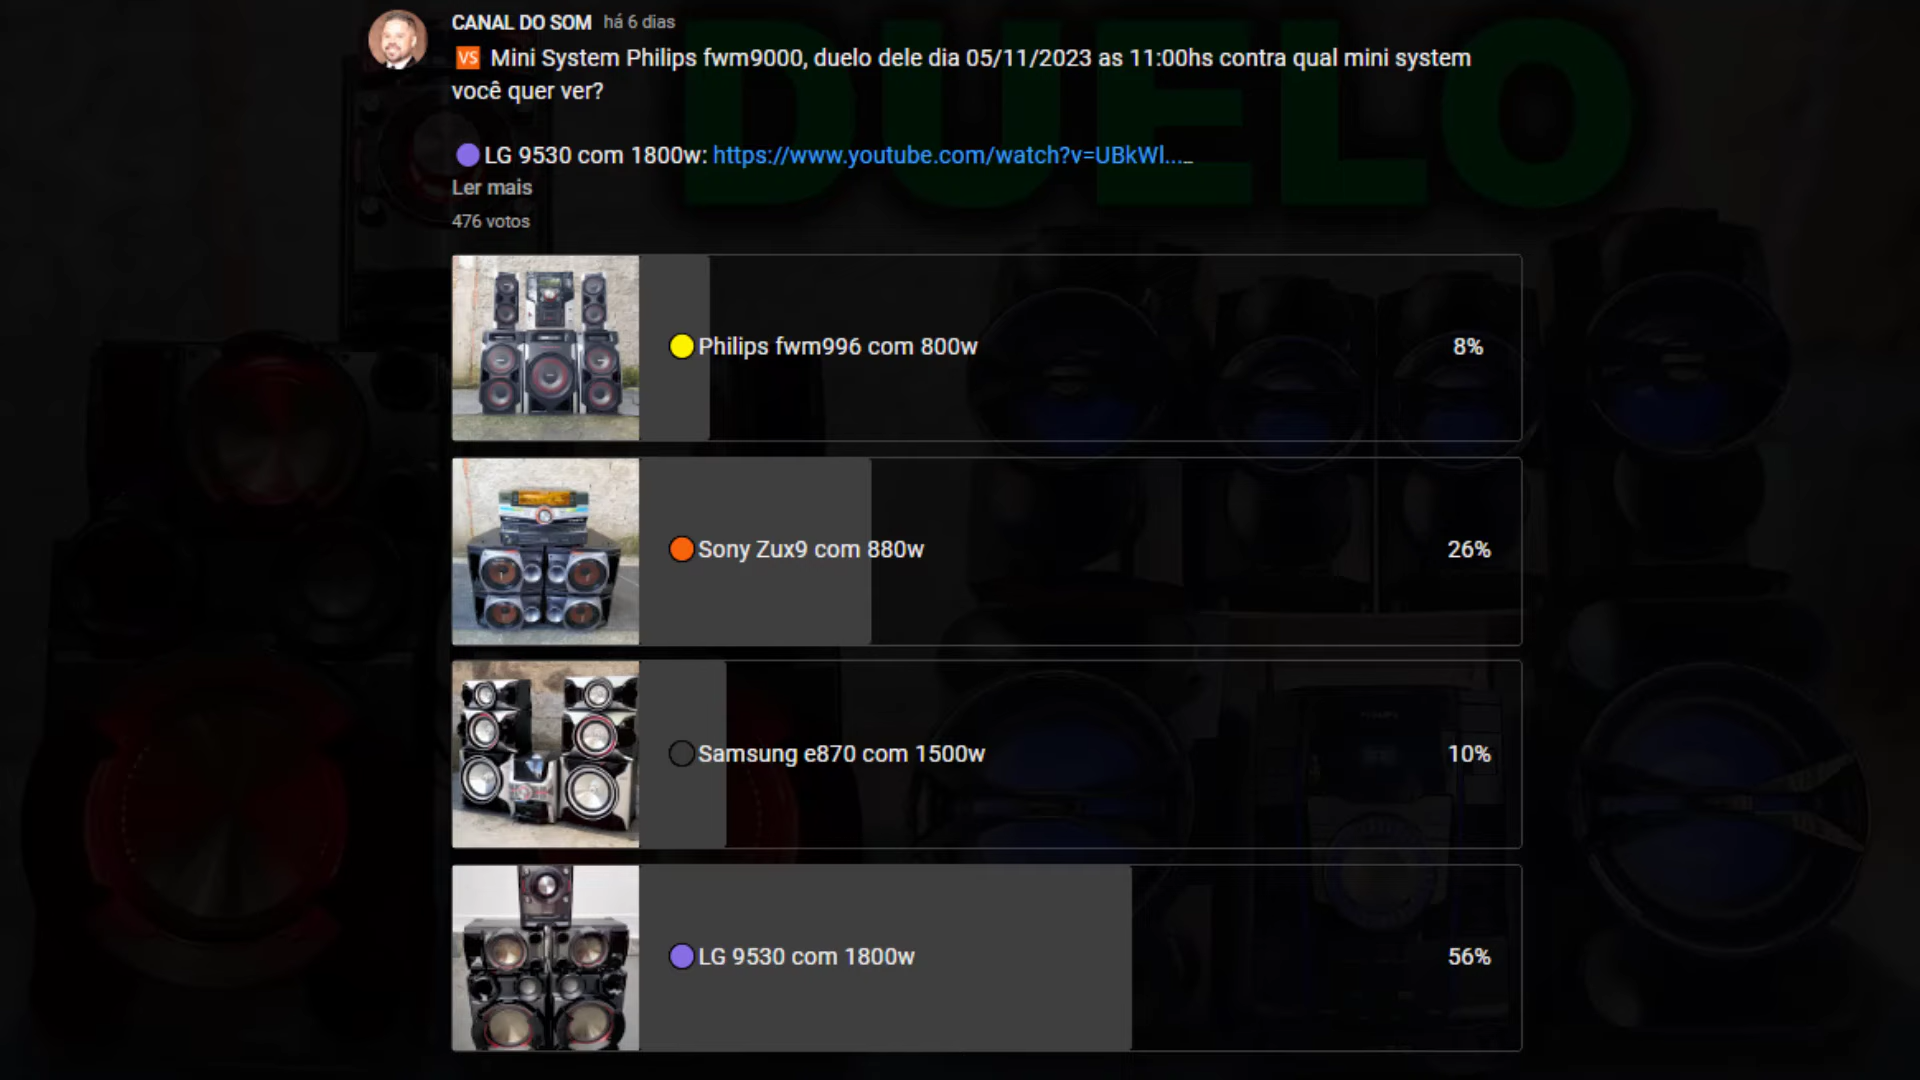 DUELO
CANAL DO SOM há 6 dias
VS Mini System Philips fwm9000, duelo dele dia 05/11/2023 as 11:00hs contra qual mini system
você quer ver?
LG 9530 com 1800w: https://www.youtube.com/watch?v=UBkWl...
Ler mais
476 votos
Philips fwm996 com 800w 8%
Sony Zux9 com 880w 26%
Samsung e870 com 1500w 10%
LG 9530 com 1800w 56%